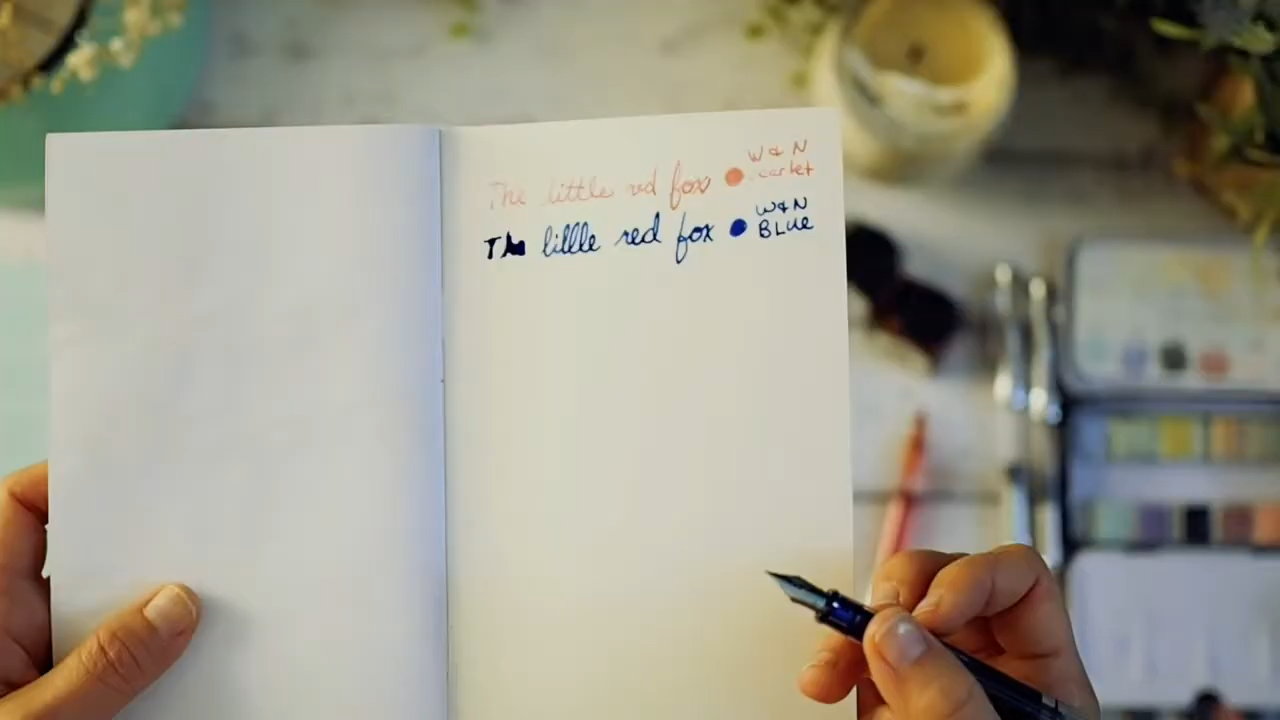 The little red fox W & N
carlet
The lillle red fox W & N
BLUE